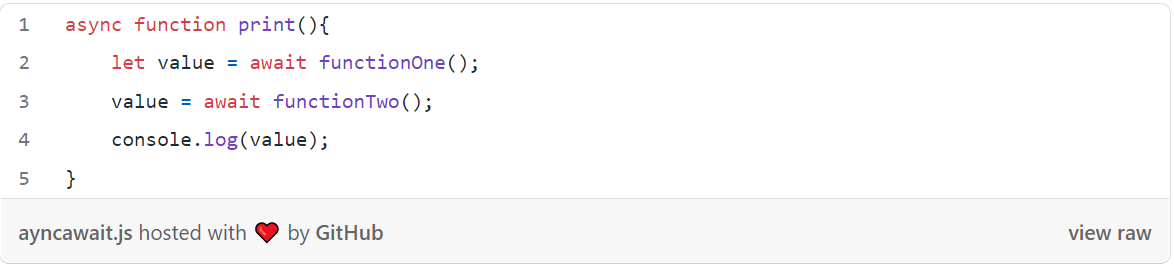 1 async function print(){
2 let value = await functionOne();
3 value = await functionTwo();
4 console.log(value);
5 }
ayncawait.js hosted with ❤ by GitHub view raw